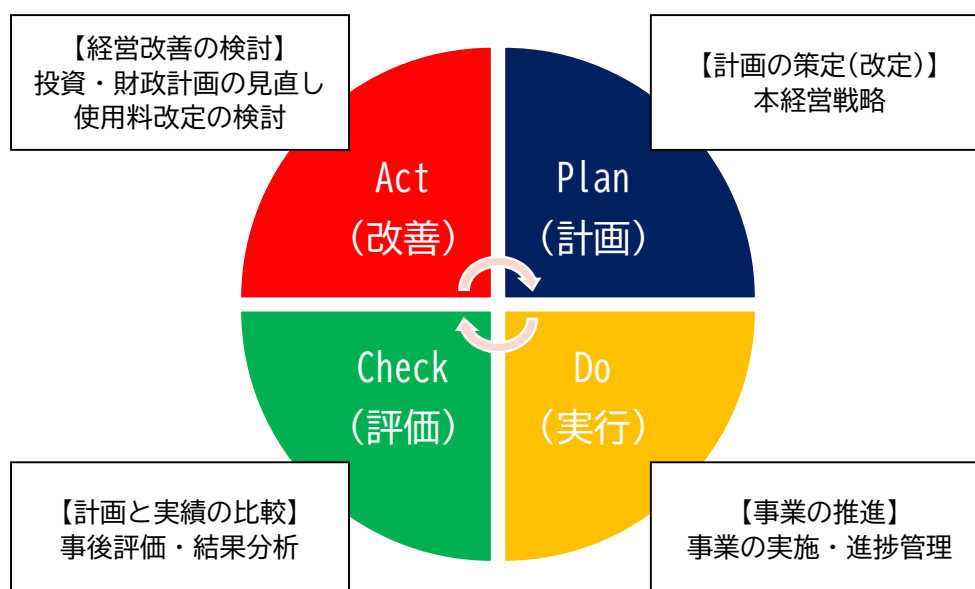 【経営改善の検討】
投資・財政計画の見直し
使用料改定の検討
【計画の策定(改定)】
本経営戦略
Act
(改善)
Plan
(計画)
Check
(評価)
Do
(実行)
【計画と実績の比較】
事後評価・結果分析
【事業の推進】
事業の実施・進捗管理